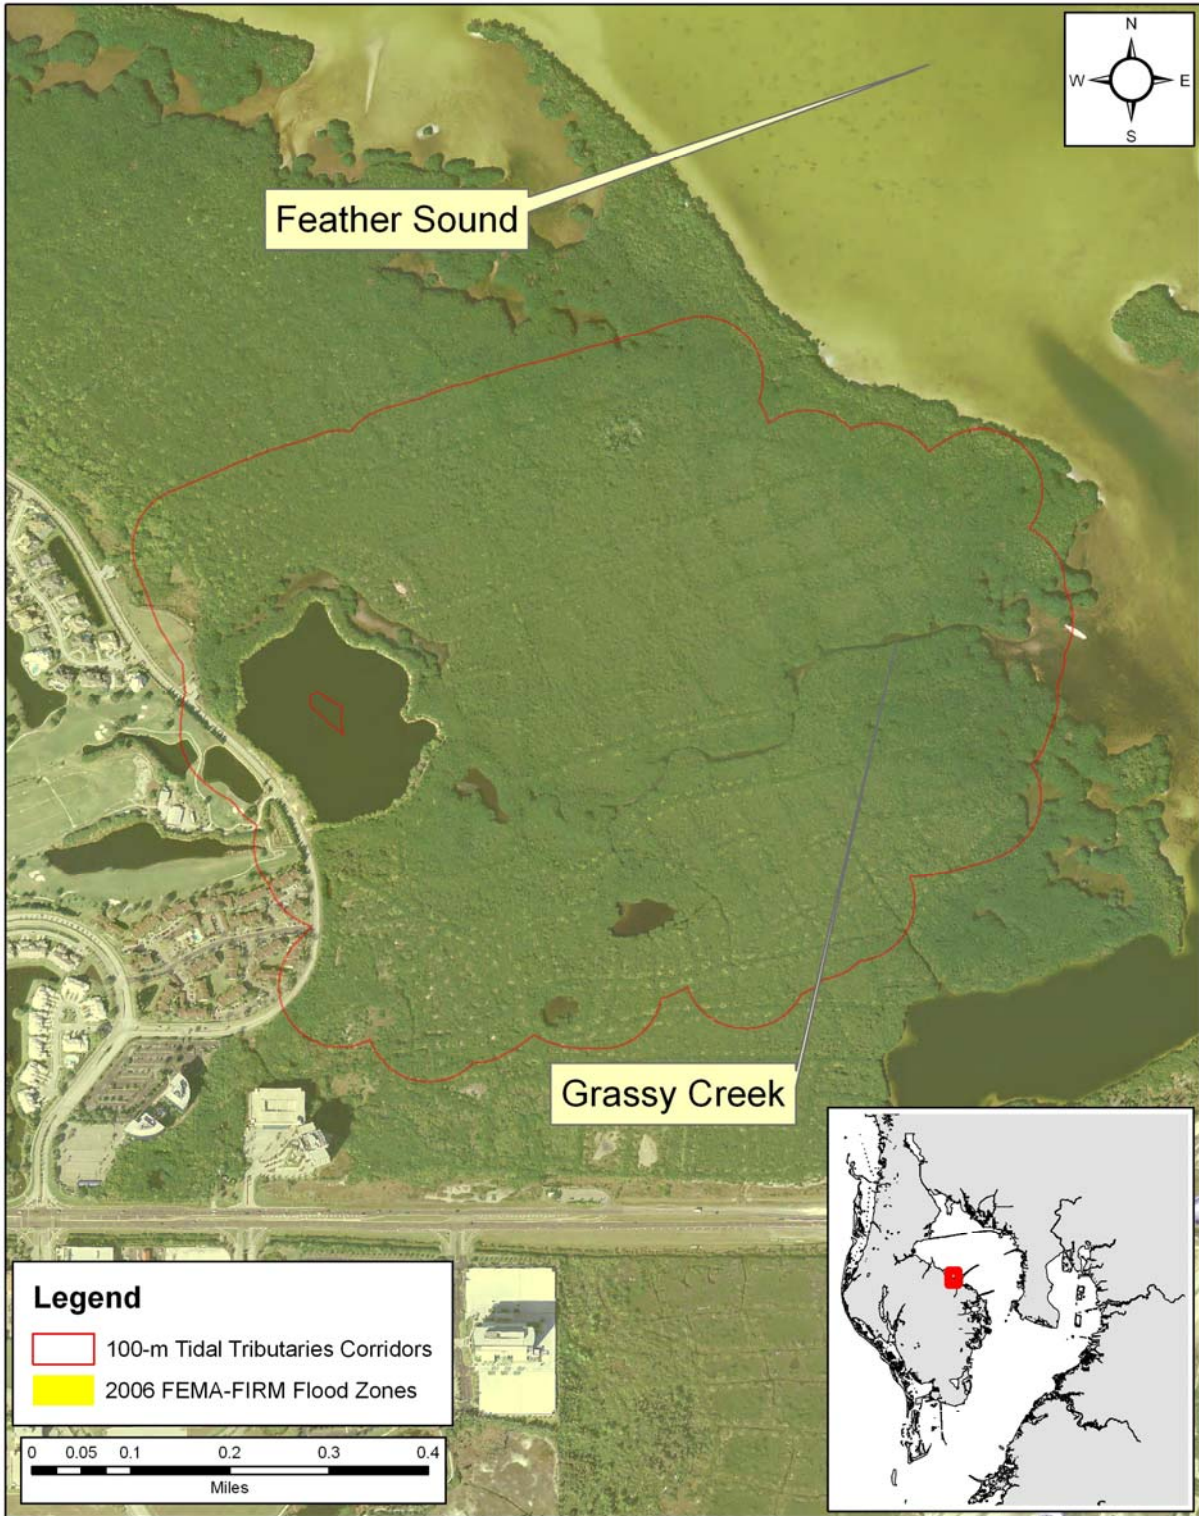 N
W E
S
Feather Sound
Grassy Creek
Legend
100-m Tidal Tributaries Corridors
2006 FEMA-FIRM Flood Zones
0 0.05 0.1 0.2 0.3 0.4
Miles